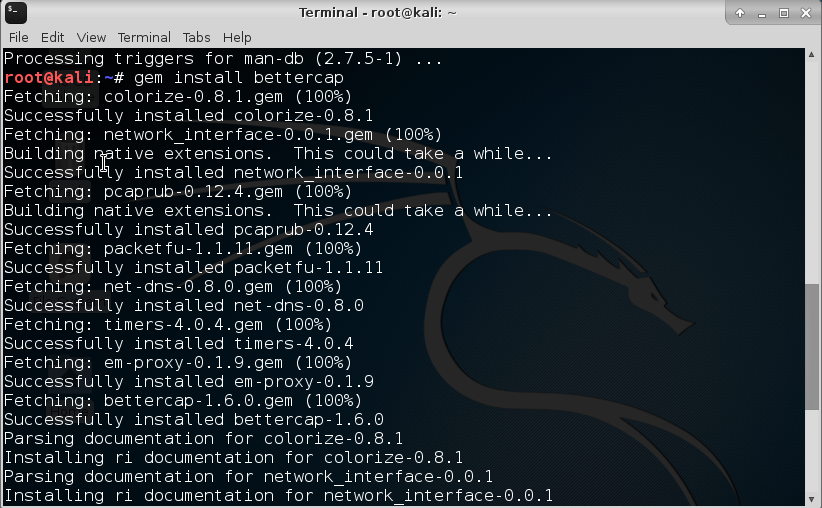 Terminal - root@kali: ~
File Edit View Terminal Tabs Help
Processing triggers for man-db (2.7.5-1) ...
root@kali:~# gem install bettercap
Fetching: colorize-0.8.1.gem (100%)
Successfully installed colorize-0.8.1
Fetching: network_interface-0.0.1.gem (100%)
Building native extensions.  This could take a while...
Successfully installed network_interface-0.0.1
Fetching: pcaprub-0.12.4.gem (100%)
Building native extensions.  This could take a while...
Successfully installed pcaprub-0.12.4
Fetching: packetfu-1.1.11.gem (100%)
Successfully installed packetfu-1.1.11
Fetching: net-dns-0.8.0.gem (100%)
Successfully installed net-dns-0.8.0
Fetching: timers-4.0.4.gem (100%)
Successfully installed timers-4.0.4
Fetching: em-proxy-0.1.9.gem (100%)
Successfully installed em-proxy-0.1.9
Fetching: bettercap-1.6.0.gem (100%)
Successfully installed bettercap-1.6.0
Parsing documentation for colorize-0.8.1
Installing ri documentation for colorize-0.8.1
Parsing documentation for network_interface-0.0.1
Installing ri documentation for network_interface-0.0.1